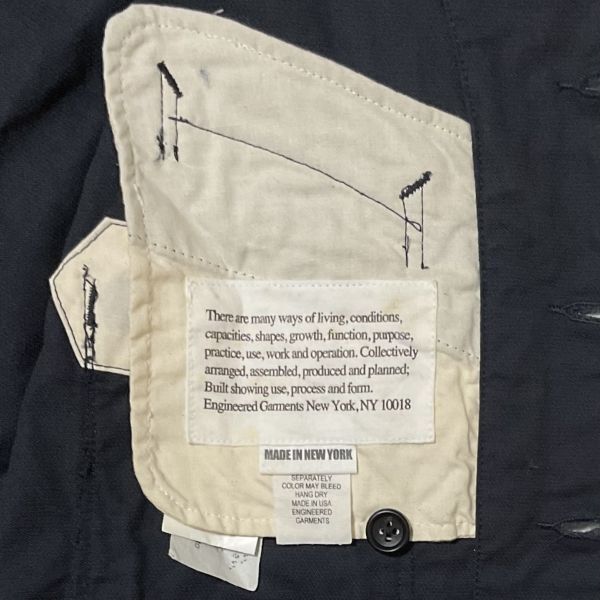 There are many ways of living, conditions,
capacities, shapes, growth, function, purpose,
practice, use, work and operation. Collectively
arranged, assembled, produced and planned;
Built showing use, process and form.
Engineered Garments New York, NY 10018
MADE IN NEW YORK
SEPARATELY
COLOR MAY BLEED
HANG DRY
MADE IN USA
ENGINEERED
GARMENTS